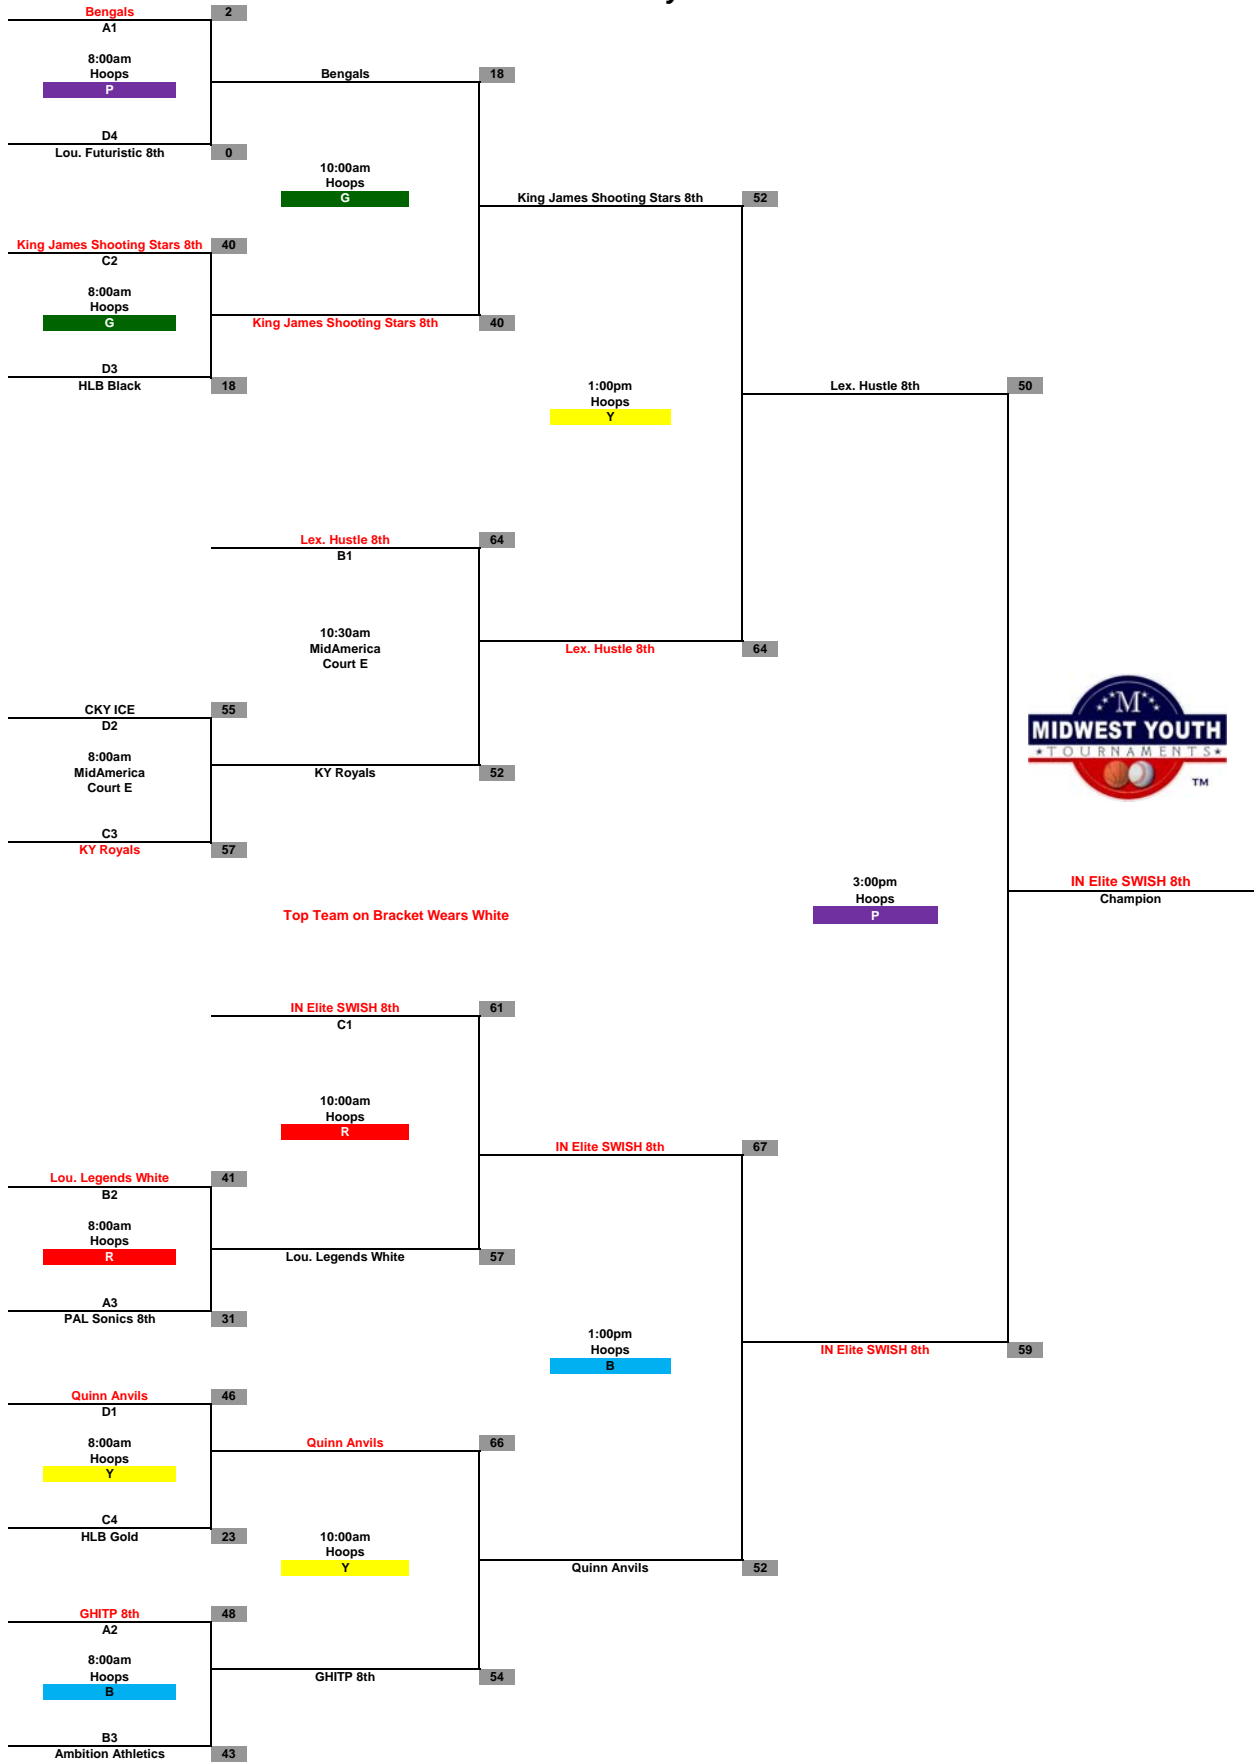 Bengals 2
A1
8:00am
Hoops
P
D4
Lou. Futuristic 8th 0
Bengals 18
10:00am
Hoops
G
King James Shooting Stars 8th 52
King James Shooting Stars 8th 40
C2
8:00am
Hoops
G
King James Shooting Stars 8th 40
D3
HLB Black 18
1:00pm
Hoops
Y
Lex. Hustle 8th 50
Lex. Hustle 8th 64
B1
10:30am
MidAmerica
Court E
Lex. Hustle 8th 64
CKY ICE 55
D2
8:00am
MidAmerica
Court E
KY Royals 52
C3
KY Royals 57
M
MIDWEST YOUTH
TOURNAMENTS
TM
3:00pm
Hoops
P
IN Elite SWISH 8th
Champion
Top Team on Bracket Wears White
IN Elite SWISH 8th 61
C1
10:00am
Hoops
R
IN Elite SWISH 8th 67
Lou. Legends White 41
B2
8:00am
Hoops
R
Lou. Legends White 57
A3
PAL Sonics 8th 31
1:00pm
Hoops
B
IN Elite SWISH 8th 59
Quinn Anvils 46
D1
8:00am
Hoops
Y
Quinn Anvils 66
C4
HLB Gold 23
10:00am
Hoops
Y
Quinn Anvils 52
GHITP 8th 48
A2
8:00am
Hoops
B
GHITP 8th 54
B3
Ambition Athletics 43